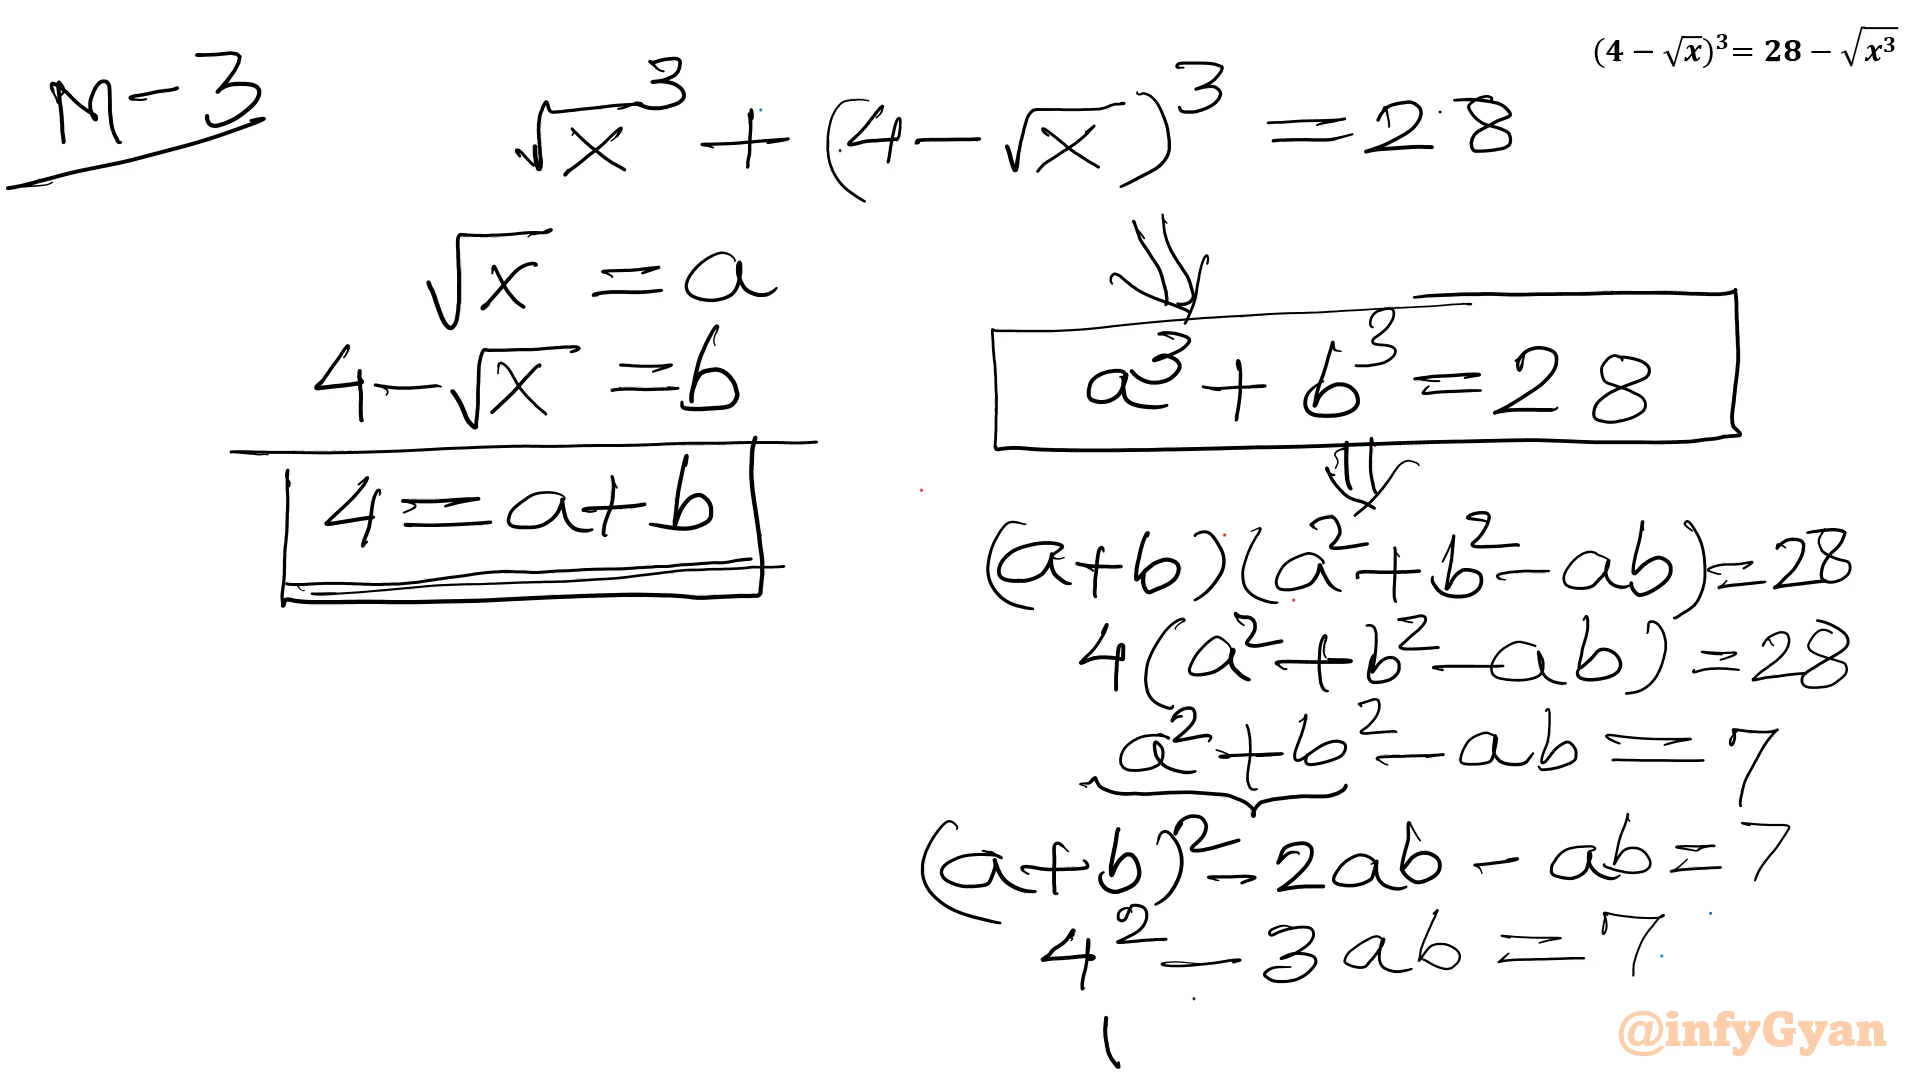 (4 − √x)³ = 28 − √x³
M-3
√x³ + (4 − √x)³ = 28
√x = a
4 − √x = b
4 = a + b
a³ + b³ = 28
(a+b)(a²+b²−ab) = 28
4(a²+b²−ab) = 28
a²+b²−ab = 7
(a+b)²−2ab−ab = 7
4²−3ab = 7
@infyGyan